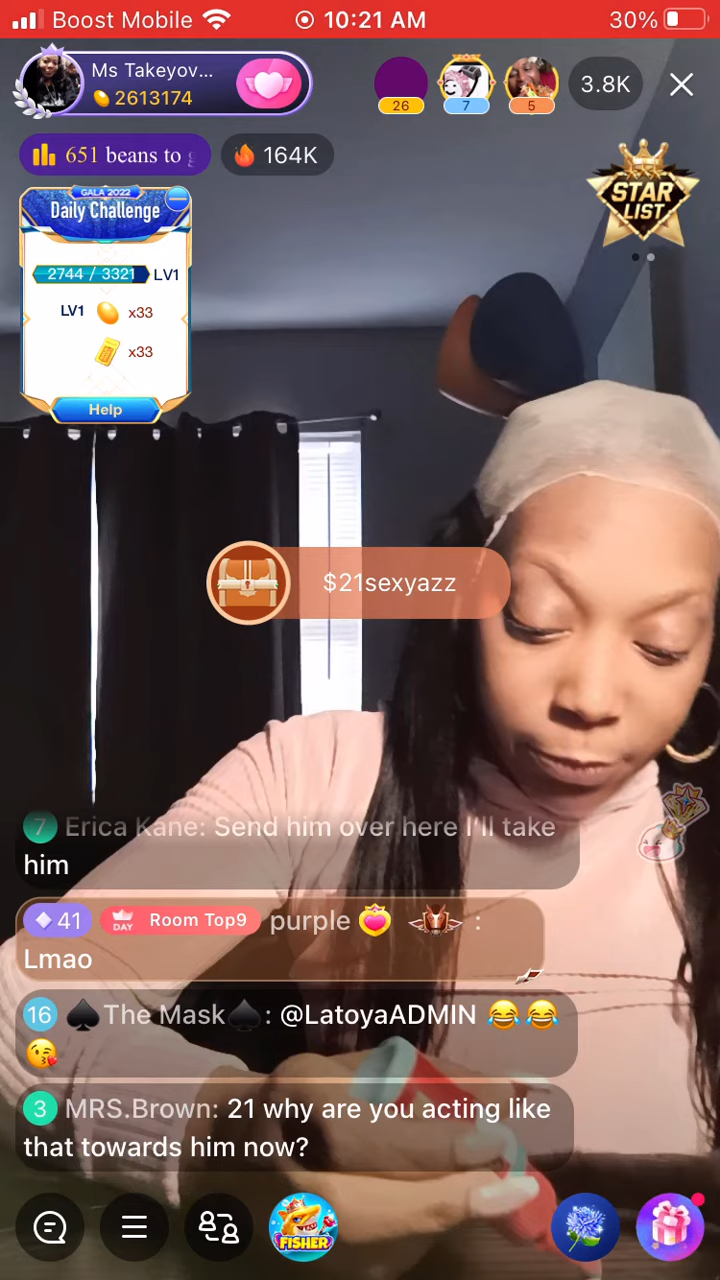 Boost Mobile
10:21 AM
30%
Ms Takeyov...
2613174
26
7
5
3.8K
651 beans to
164K
STAR
LIST
GALA 2022
Daily Challenge
2744 / 3321 LV1
LV1 x33
x33
Help
$21sexyazz
7 Erica Kane: Send him over here I'll take
him
41 DAY Room Top9 purple :
Lmao
16 The Mask : @LatoyaADMIN
3 MRS.Brown: 21 why are you acting like
that towards him now?
FISHER